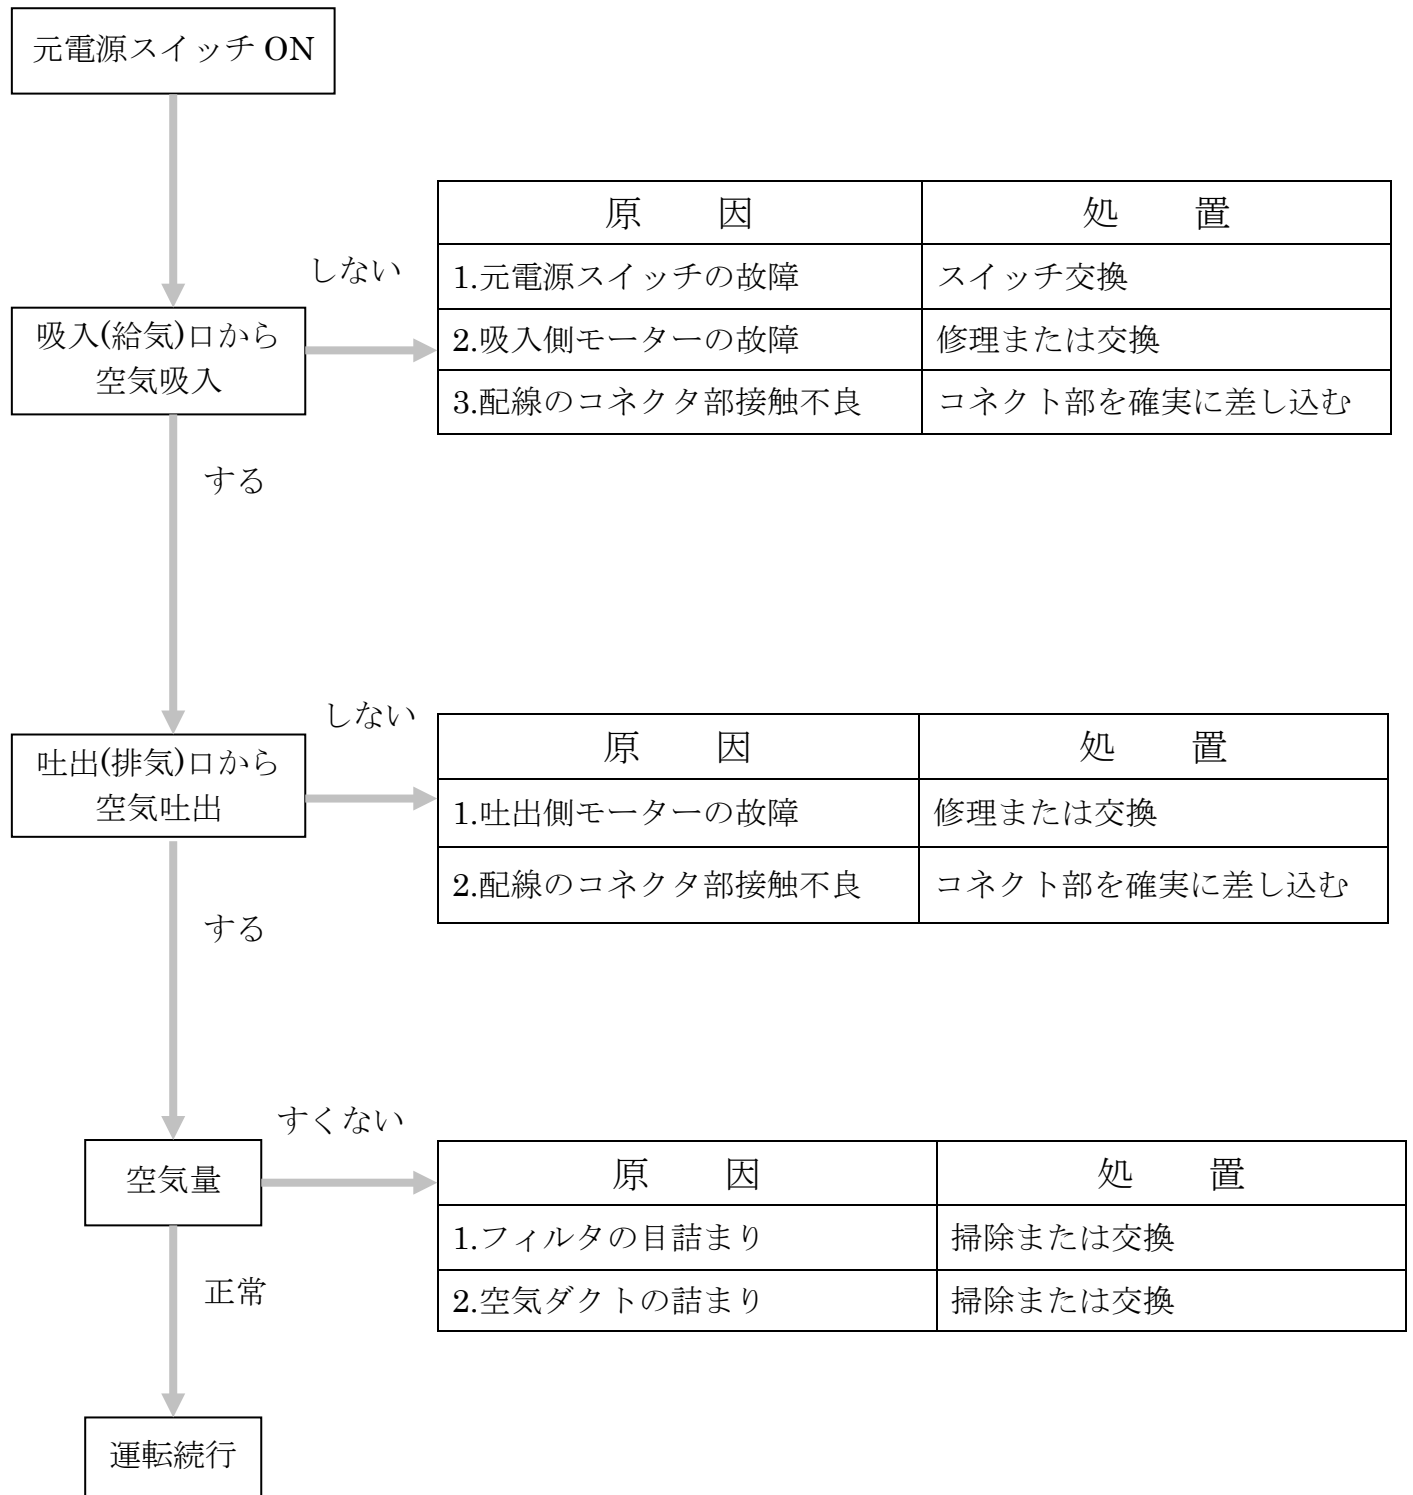 元電源スイッチ ON
しない
原　因　処　置
1.元電源スイッチの故障　スイッチ交換
2.吸入側モーターの故障　修理または交換
3.配線のコネクタ部接触不良　コネクト部を確実に差し込む
吸入(給気)口から
空気吸入
する
しない
原　因　処　置
1.吐出側モーターの故障　修理または交換
2.配線のコネクタ部接触不良　コネクト部を確実に差し込む
吐出(排気)口から
空気吐出
する
すくない
原　因　処　置
1.フィルタの目詰まり　掃除または交換
2.空気ダクトの詰まり　掃除または交換
空気量
正常
運転続行